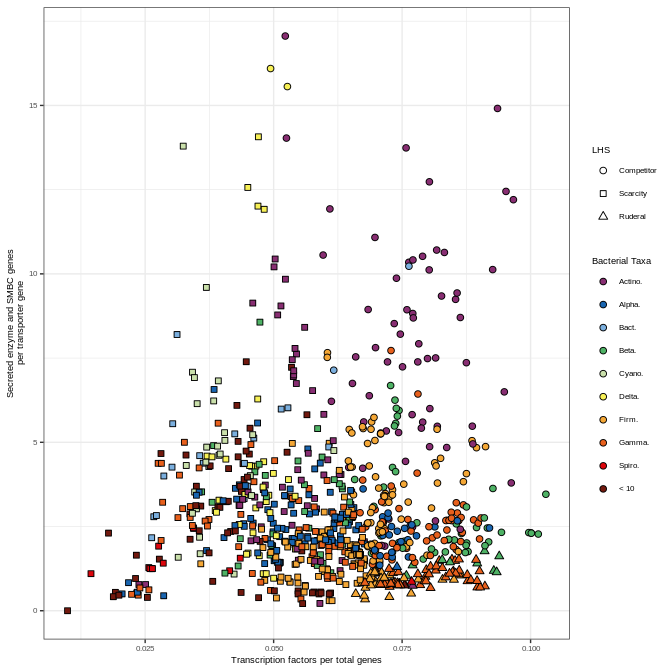 Secreted enzyme and SMBC genes
per transporter gene
15
10
5
0
0.025
0.050
0.075
0.100
Transcription factors per total genes
LHS
Competitor
Scarcity
Ruderal
Bacterial Taxa
Actino.
Alpha.
Bact.
Beta.
Cyano.
Delta.
Firm.
Gamma.
Spiro.
< 10